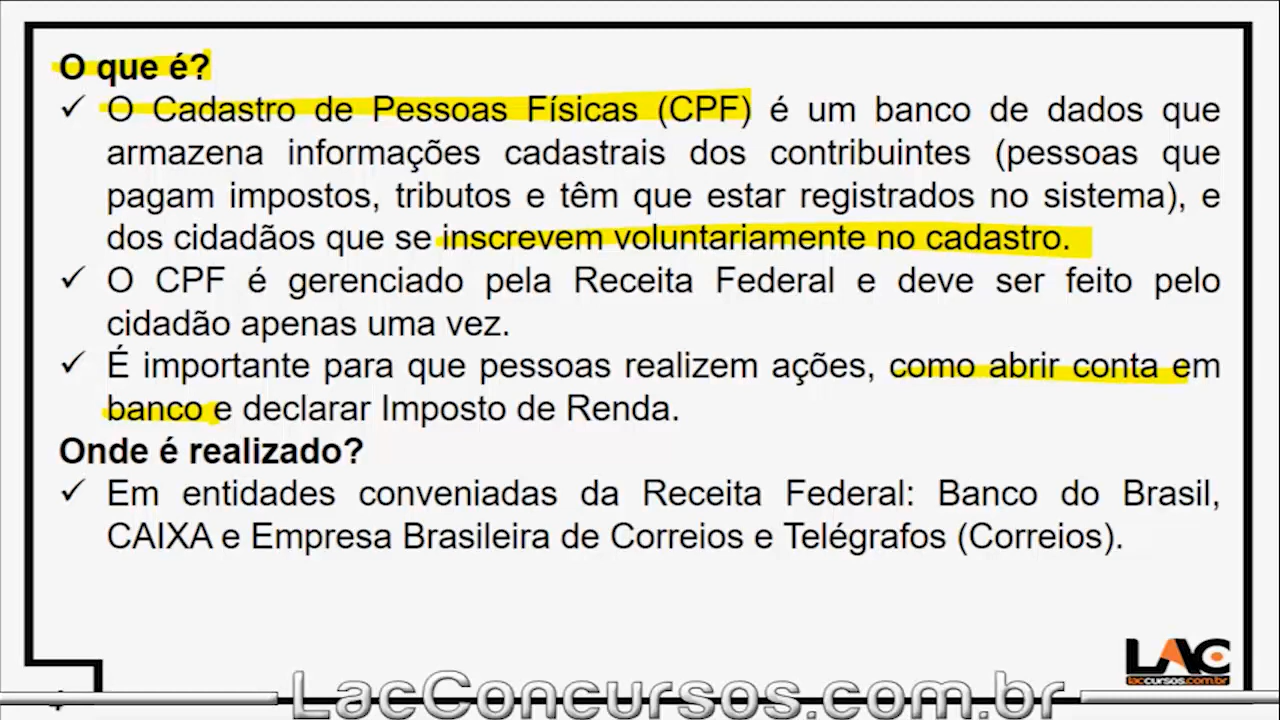 O que é?
✓ O Cadastro de Pessoas Físicas (CPF) é um banco de dados que
armazena informações cadastrais dos contribuintes (pessoas que
pagam impostos, tributos e têm que estar registrados no sistema), e
dos cidadãos que se inscrevem voluntariamente no cadastro.
✓ O CPF é gerenciado pela Receita Federal e deve ser feito pelo
cidadão apenas uma vez.
✓ É importante para que pessoas realizem ações, como abrir conta em
banco e declarar Imposto de Renda.
Onde é realizado?
✓ Em entidades conveniadas da Receita Federal: Banco do Brasil,
CAIXA e Empresa Brasileira de Correios e Telégrafos (Correios).
LAC
laccursos.com.br
LacConcursos.com.br